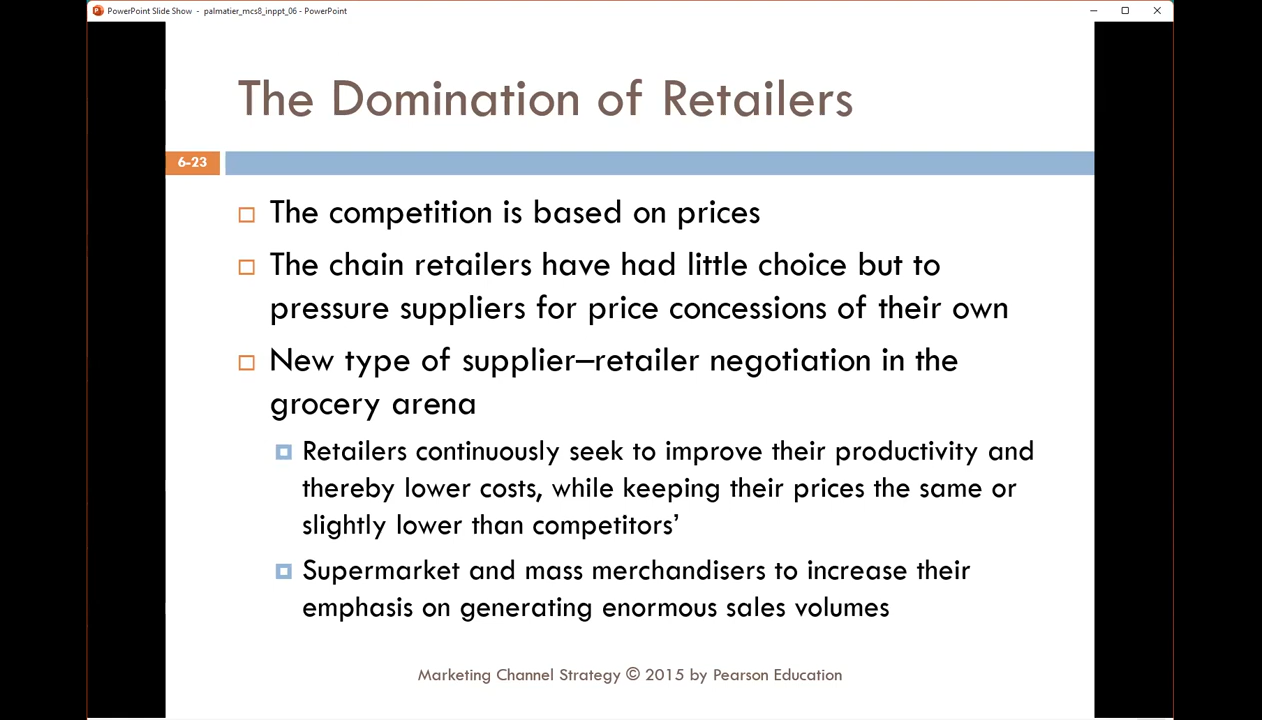 PowerPoint Slide Show - palmatier_mcs8_inppt_06 - PowerPoint
The Domination of Retailers
6-23
The competition is based on prices
The chain retailers have had little choice but to
pressure suppliers for price concessions of their own
New type of supplier–retailer negotiation in the
grocery arena
Retailers continuously seek to improve their productivity and
thereby lower costs, while keeping their prices the same or
slightly lower than competitors’
Supermarket and mass merchandisers to increase their
emphasis on generating enormous sales volumes
Marketing Channel Strategy © 2015 by Pearson Education